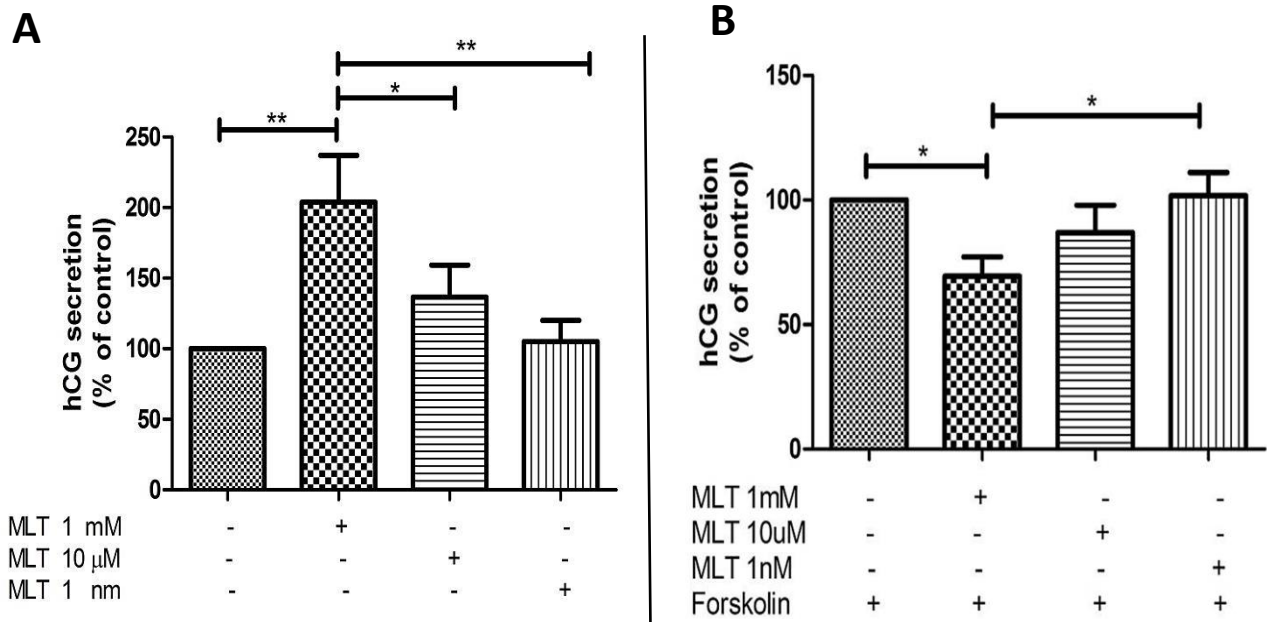 A
**
*
**
250
200
150
100
50
0
hCG secretion
(% of control)
MLT 1 mM - + - -
MLT 10 μM - - + -
MLT 1 nm - - - +
B
*
*
150
100
50
0
hCG secretion
(% of control)
MLT 1mM - + - -
MLT 10uM - - + -
MLT 1nM - - - +
Forskolin + + + +